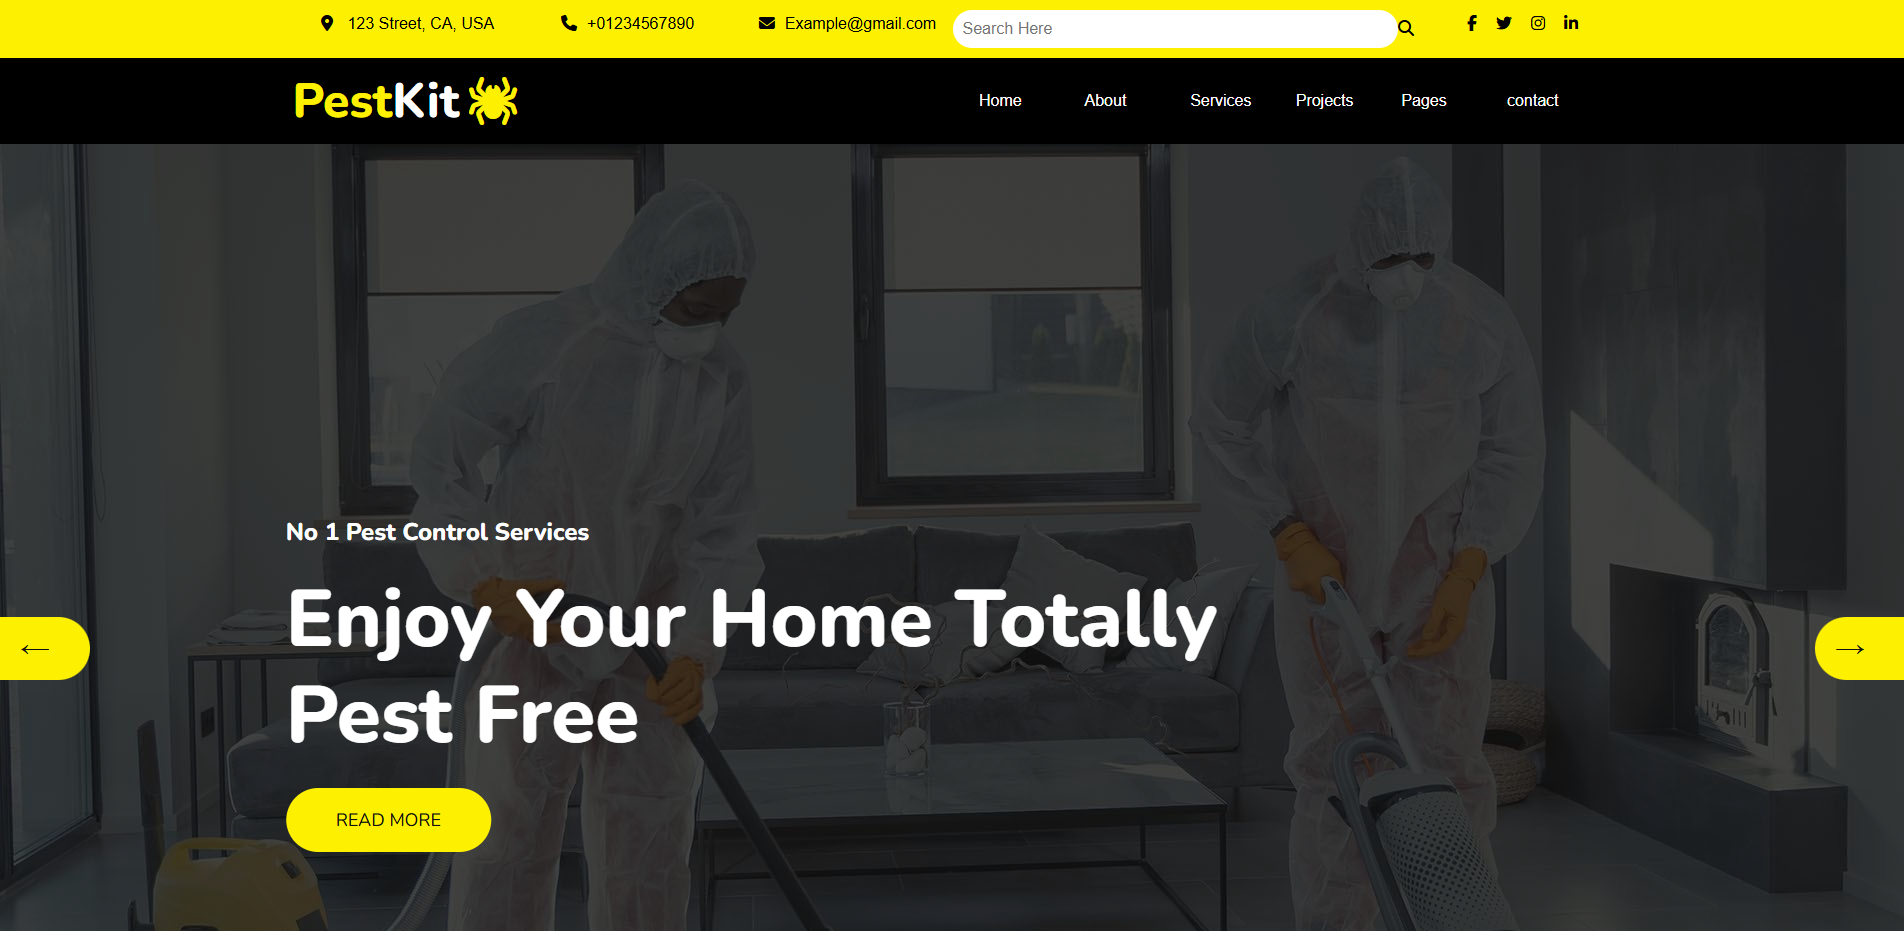 123 Street, CA, USA +01234567890 Example@gmail.com Search Here
PestKit Home About Services Projects Pages contact
No 1 Pest Control Services
Enjoy Your Home Totally
Pest Free
READ MORE